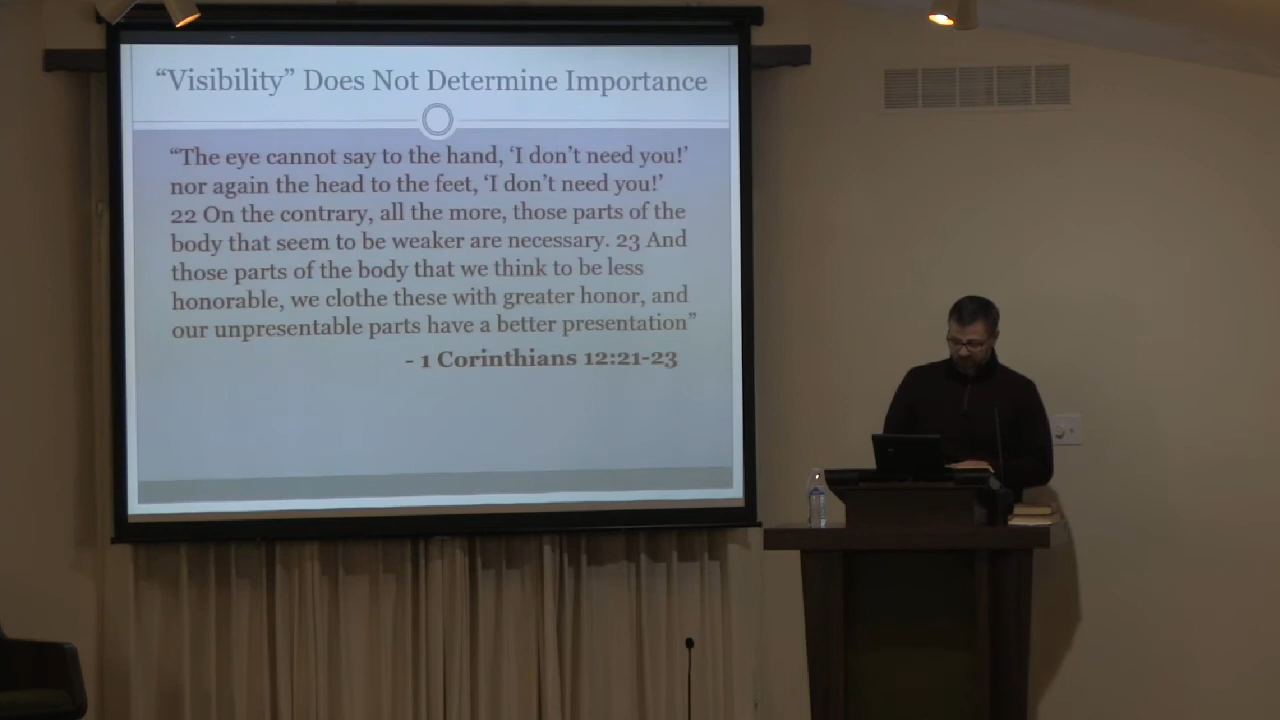 “Visibility” Does Not Determine Importance
“The eye cannot say to the hand, ‘I don’t need you!’
nor again the head to the feet, ‘I don’t need you!’
22 On the contrary, all the more, those parts of the
body that seem to be weaker are necessary. 23 And
those parts of the body that we think to be less
honorable, we clothe these with greater honor, and
our unpresentable parts have a better presentation”
- 1 Corinthians 12:21-23